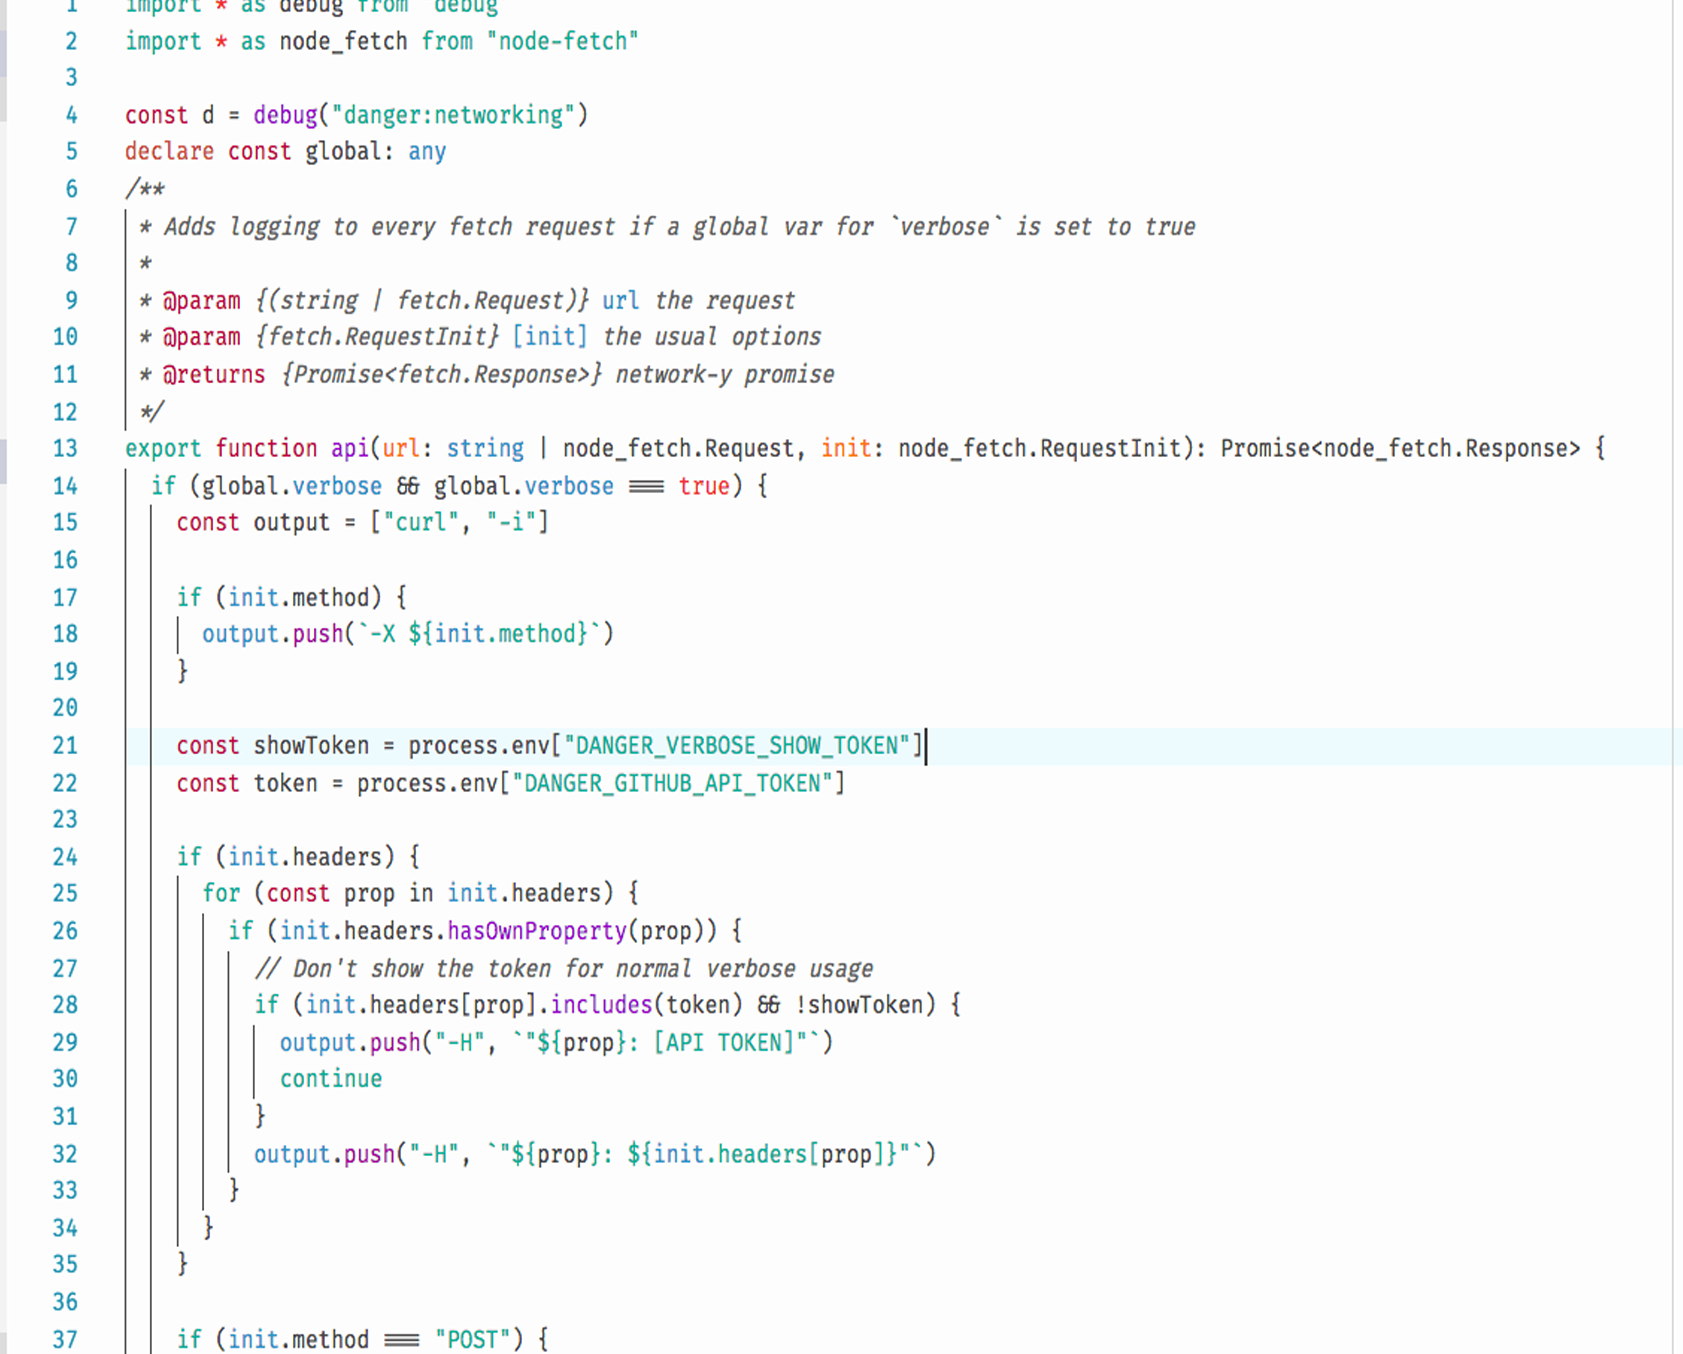 1 import * as debug from "debug"
2 import * as node_fetch from "node-fetch"
3
4 const d = debug("danger:networking")
5 declare const global: any
6 /**
7  * Adds logging to every fetch request if a global var for `verbose` is set to true
8  *
9  * @param {(string | fetch.Request)} url the request
10  * @param {fetch.RequestInit} [init] the usual options
11  * @returns {Promise<fetch.Response>} network-y promise
12  */
13 export function api(url: string | node_fetch.Request, init: node_fetch.RequestInit): Promise<node_fetch.Response> {
14   if (global.verbose && global.verbose === true) {
15     const output = ["curl", "-i"]
16
17     if (init.method) {
18       output.push(`-X ${init.method}`)
19     }
20
21     const showToken = process.env["DANGER_VERBOSE_SHOW_TOKEN"]
22     const token = process.env["DANGER_GITHUB_API_TOKEN"]
23
24     if (init.headers) {
25       for (const prop in init.headers) {
26         if (init.headers.hasOwnProperty(prop)) {
27           // Don't show the token for normal verbose usage
28           if (init.headers[prop].includes(token) && !showToken) {
29             output.push("-H", `"${prop}: [API TOKEN]"`)
30             continue
31           }
32           output.push("-H", `"${prop}: ${init.headers[prop]}"`)
33         }
34       }
35     }
36
37     if (init.method === "POST") {